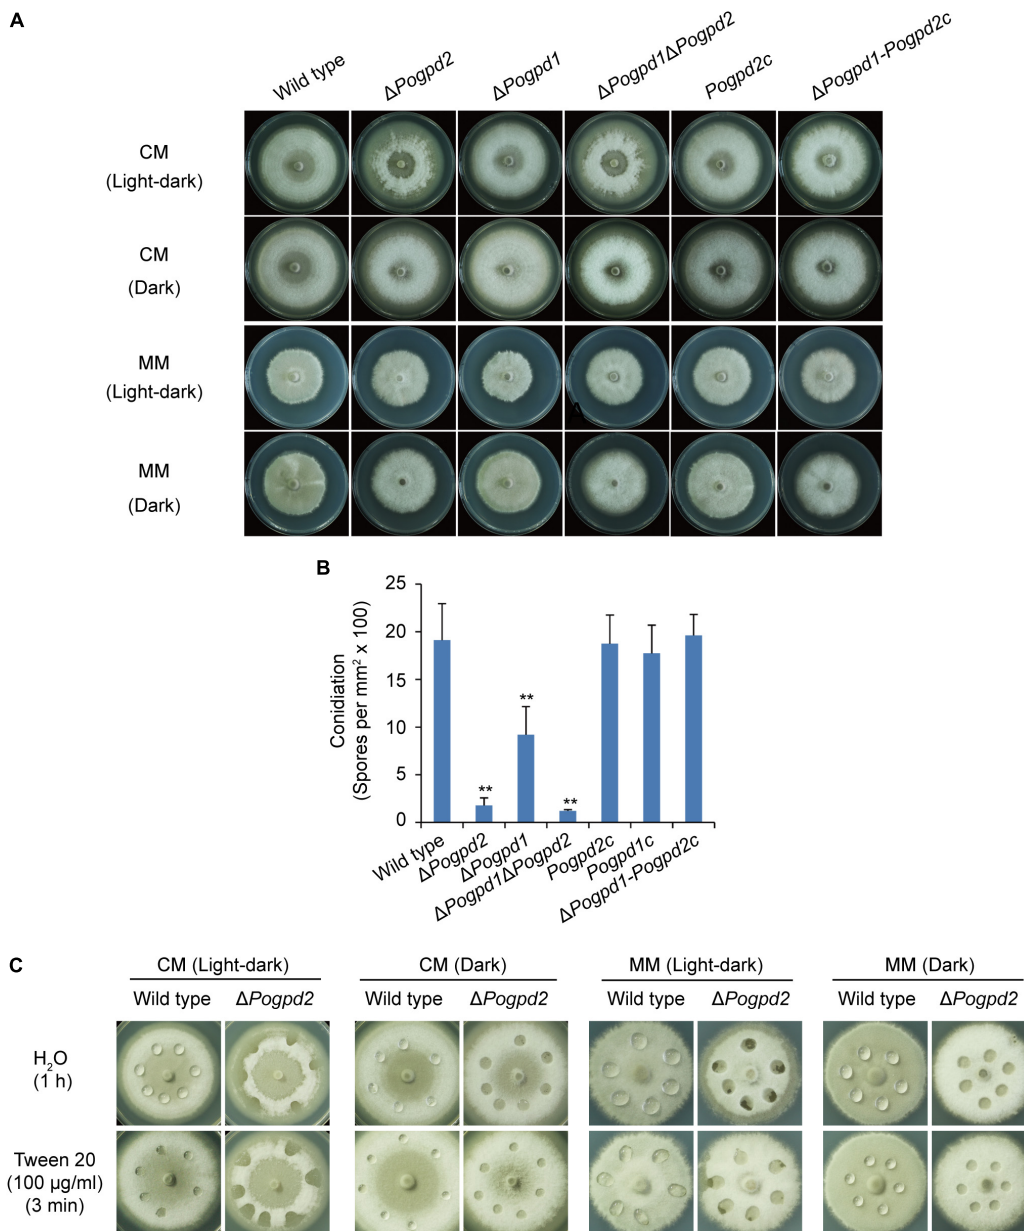 A
Wild type
ΔPogpd2
ΔPogpd1
ΔPogpd1ΔPogpd2
Pogpd2c
ΔPogpd1-Pogpd2c
CM
(Light-dark)
CM
(Dark)
MM
(Light-dark)
MM
(Dark)
B
Conidiation
(Spores per mm² x 100)
25
20
15
10
5
0
**
**
**
Wild type
ΔPogpd2
ΔPogpd1
ΔPogpd1ΔPogpd2
Pogpd2c
Pogpd1c
ΔPogpd1-Pogpd2c
C
CM (Light-dark)
CM (Dark)
MM (Light-dark)
MM (Dark)
Wild type ΔPogpd2
Wild type ΔPogpd2
Wild type ΔPogpd2
Wild type ΔPogpd2
H₂O
(1 h)
Tween 20
(100 μg/ml)
(3 min)